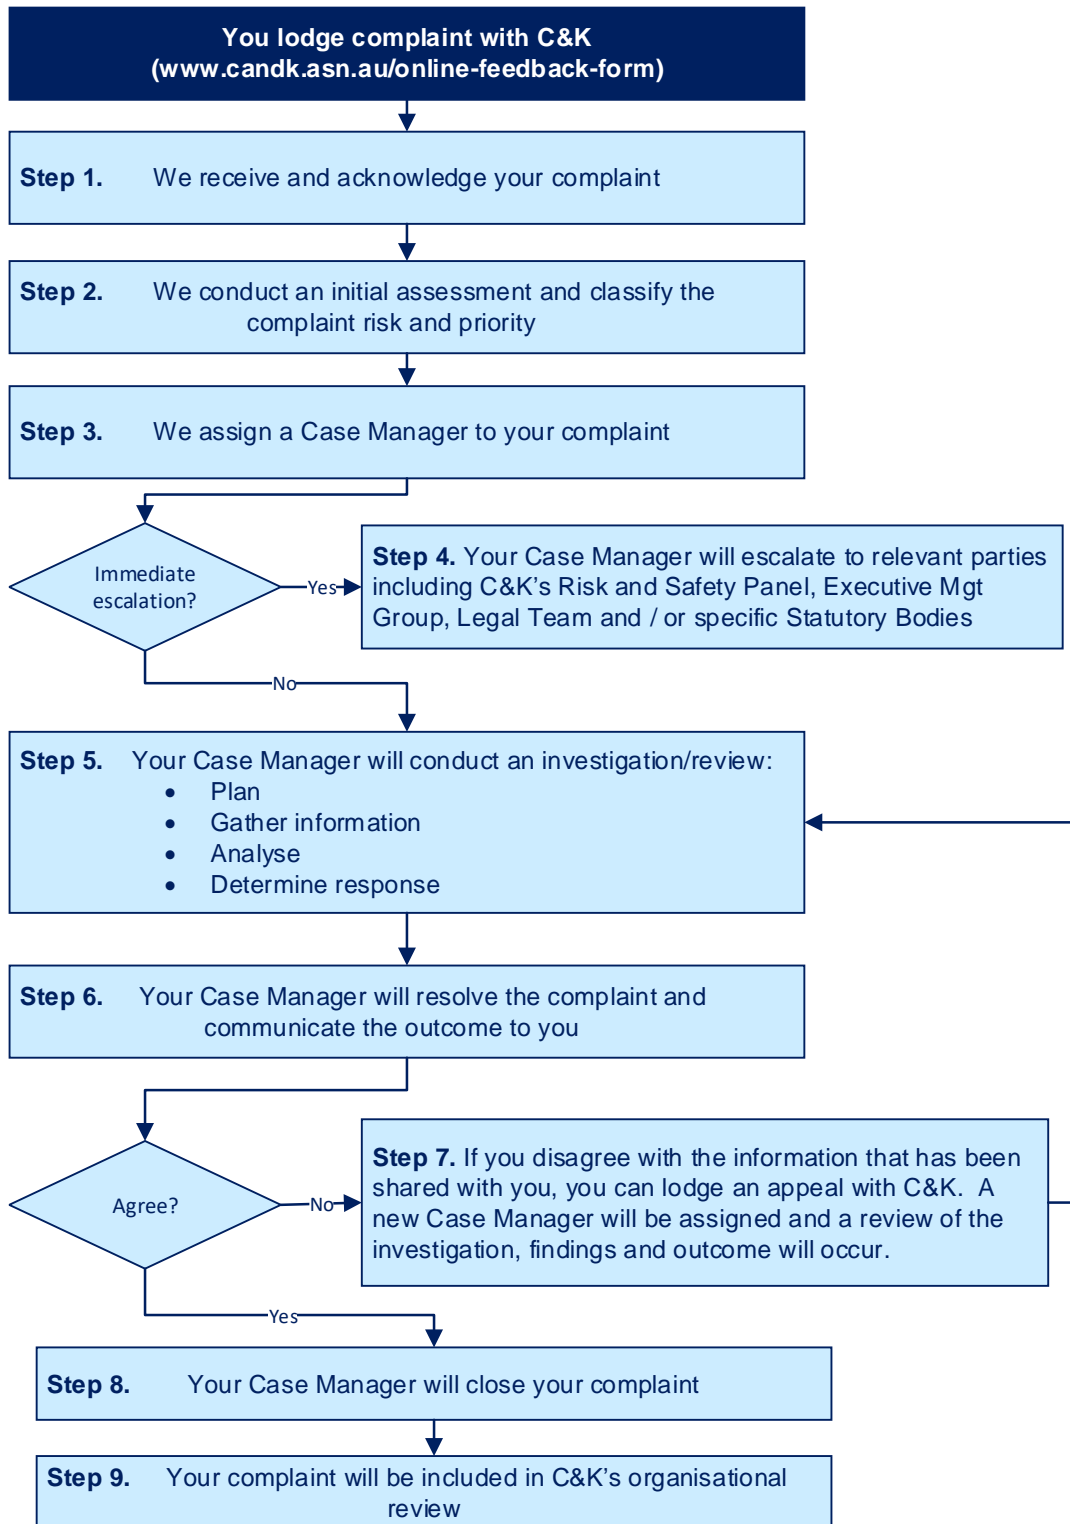 You lodge complaint with C&K
(www.candk.asn.au/online-feedback-form)
Step 1. We receive and acknowledge your complaint
Step 2. We conduct an initial assessment and classify the
complaint risk and priority
Step 3. We assign a Case Manager to your complaint
Immediate
escalation?
Yes
Step 4. Your Case Manager will escalate to relevant parties
including C&K's Risk and Safety Panel, Executive Mgt
Group, Legal Team and / or specific Statutory Bodies
No
Step 5. Your Case Manager will conduct an investigation/review:
• Plan
• Gather information
• Analyse
• Determine response
Step 6. Your Case Manager will resolve the complaint and
communicate the outcome to you
Agree?
No
Step 7. If you disagree with the information that has been
shared with you, you can lodge an appeal with C&K. A
new Case Manager will be assigned and a review of the
investigation, findings and outcome will occur.
Yes
Step 8. Your Case Manager will close your complaint
Step 9. Your complaint will be included in C&K's organisational
review